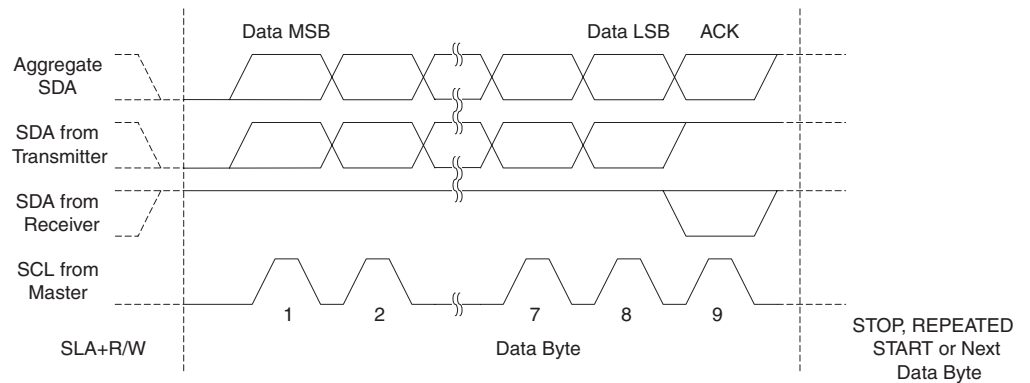 Data MSB
Data LSB
ACK
Aggregate
SDA
SDA from
Transmitter
SDA from
Receiver
SCL from
Master
1
2
7
8
9
SLA+R/W
Data Byte
STOP, REPEATED
START or Next
Data Byte